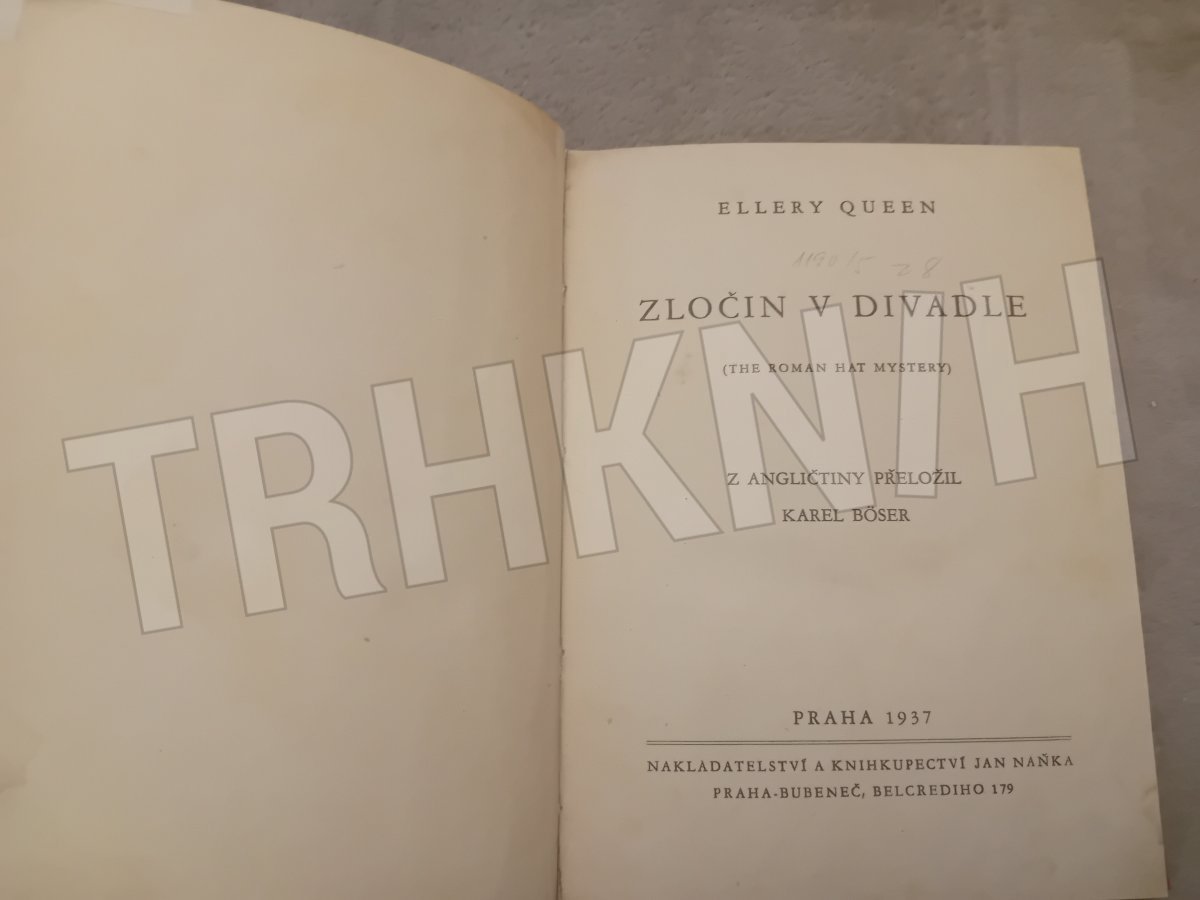 ELLERY QUEEN
ZLOČIN V DIVADLE
(THE ROMAN HAT MYSTERY)
Z ANGLIČTINY PŘELOŽIL
KAREL BÖSER
PRAHA 1937
NAKLADATELSTVÍ A KNIHKUPECTVÍ JAN NAŇKA
PRAHA-BUBENEČ, BELCREDIHO 179
TRHKNIH